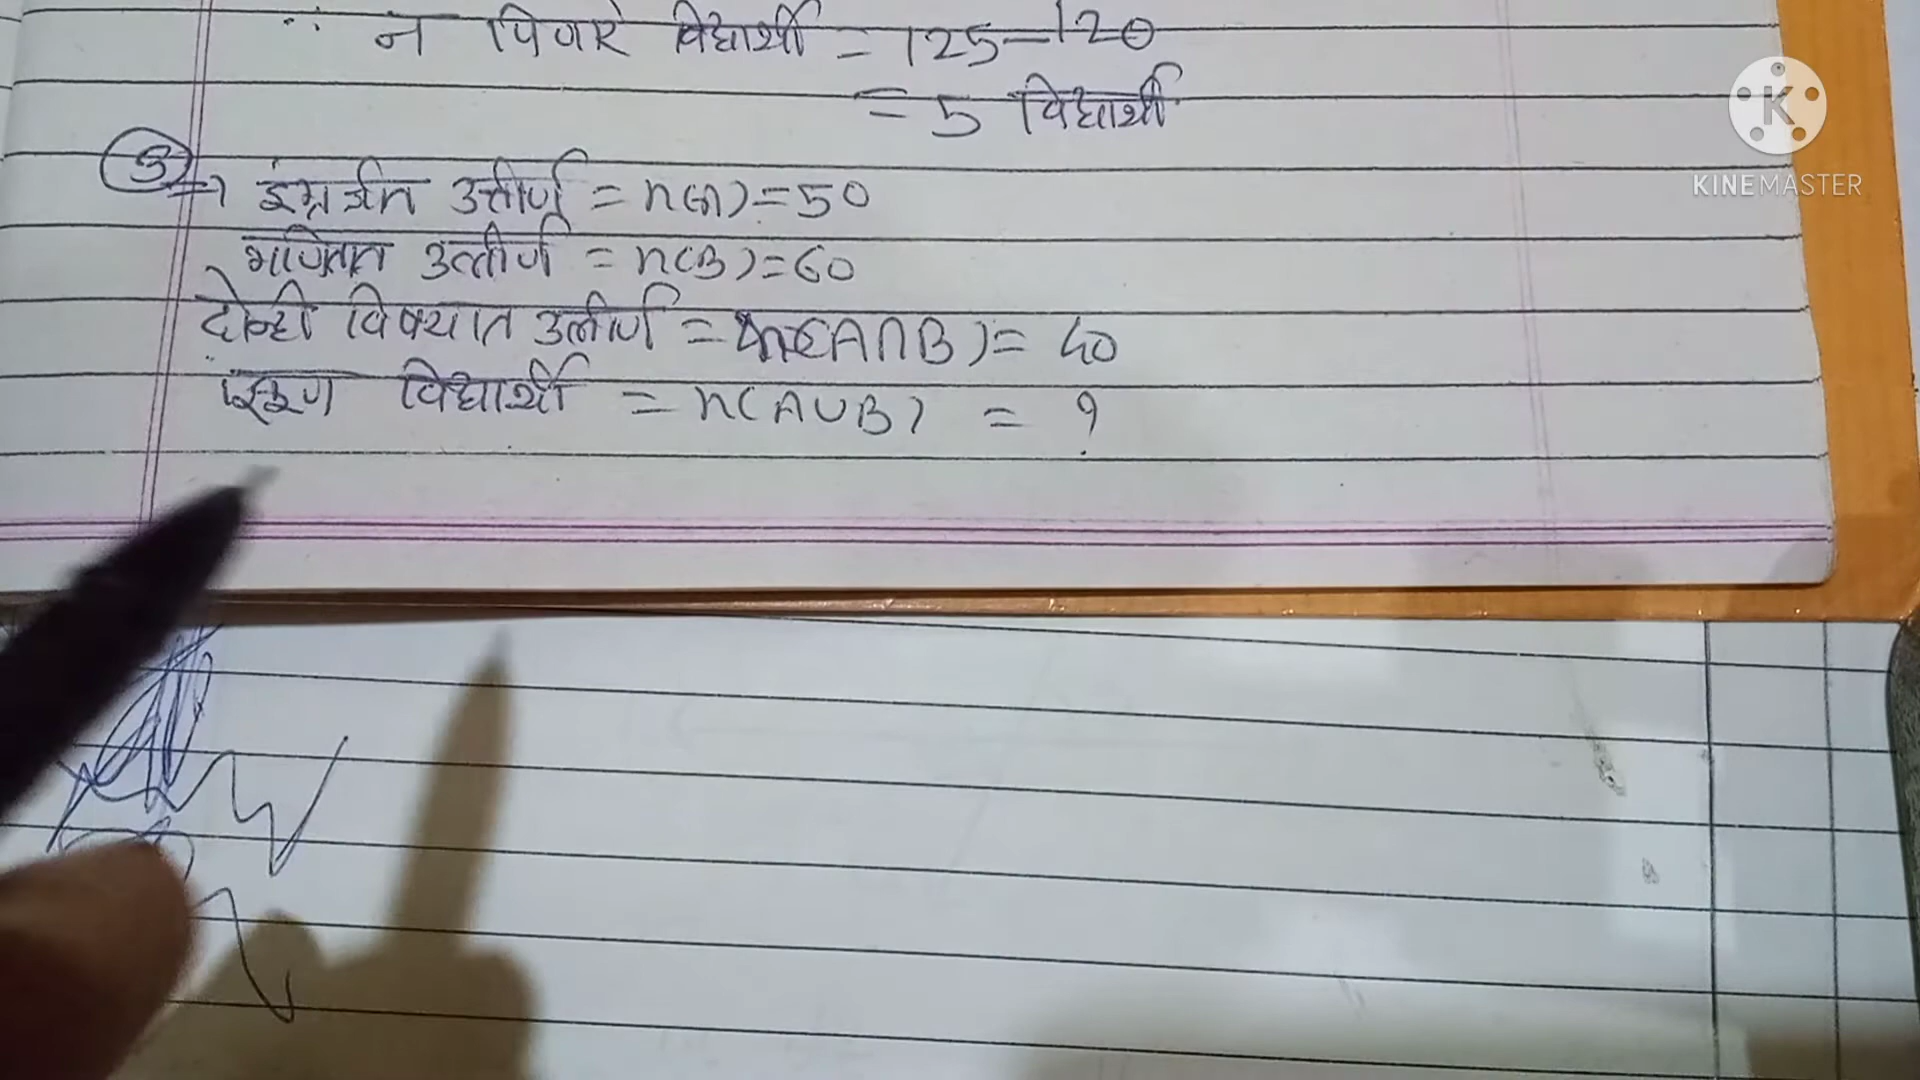 ∴ न पिणारे विद्यार्थी = 125-120
= 5 विद्यार्थी
K
KINEMASTER
3 → इंग्रजीत उत्तीर्ण = n(A) = 50
गणितात उत्तीर्ण = n(B) = 60
दोन्ही विषयात उत्तीर्ण = n(A∩B) = 40
एकूण विद्यार्थी = n(A∪B) = ?